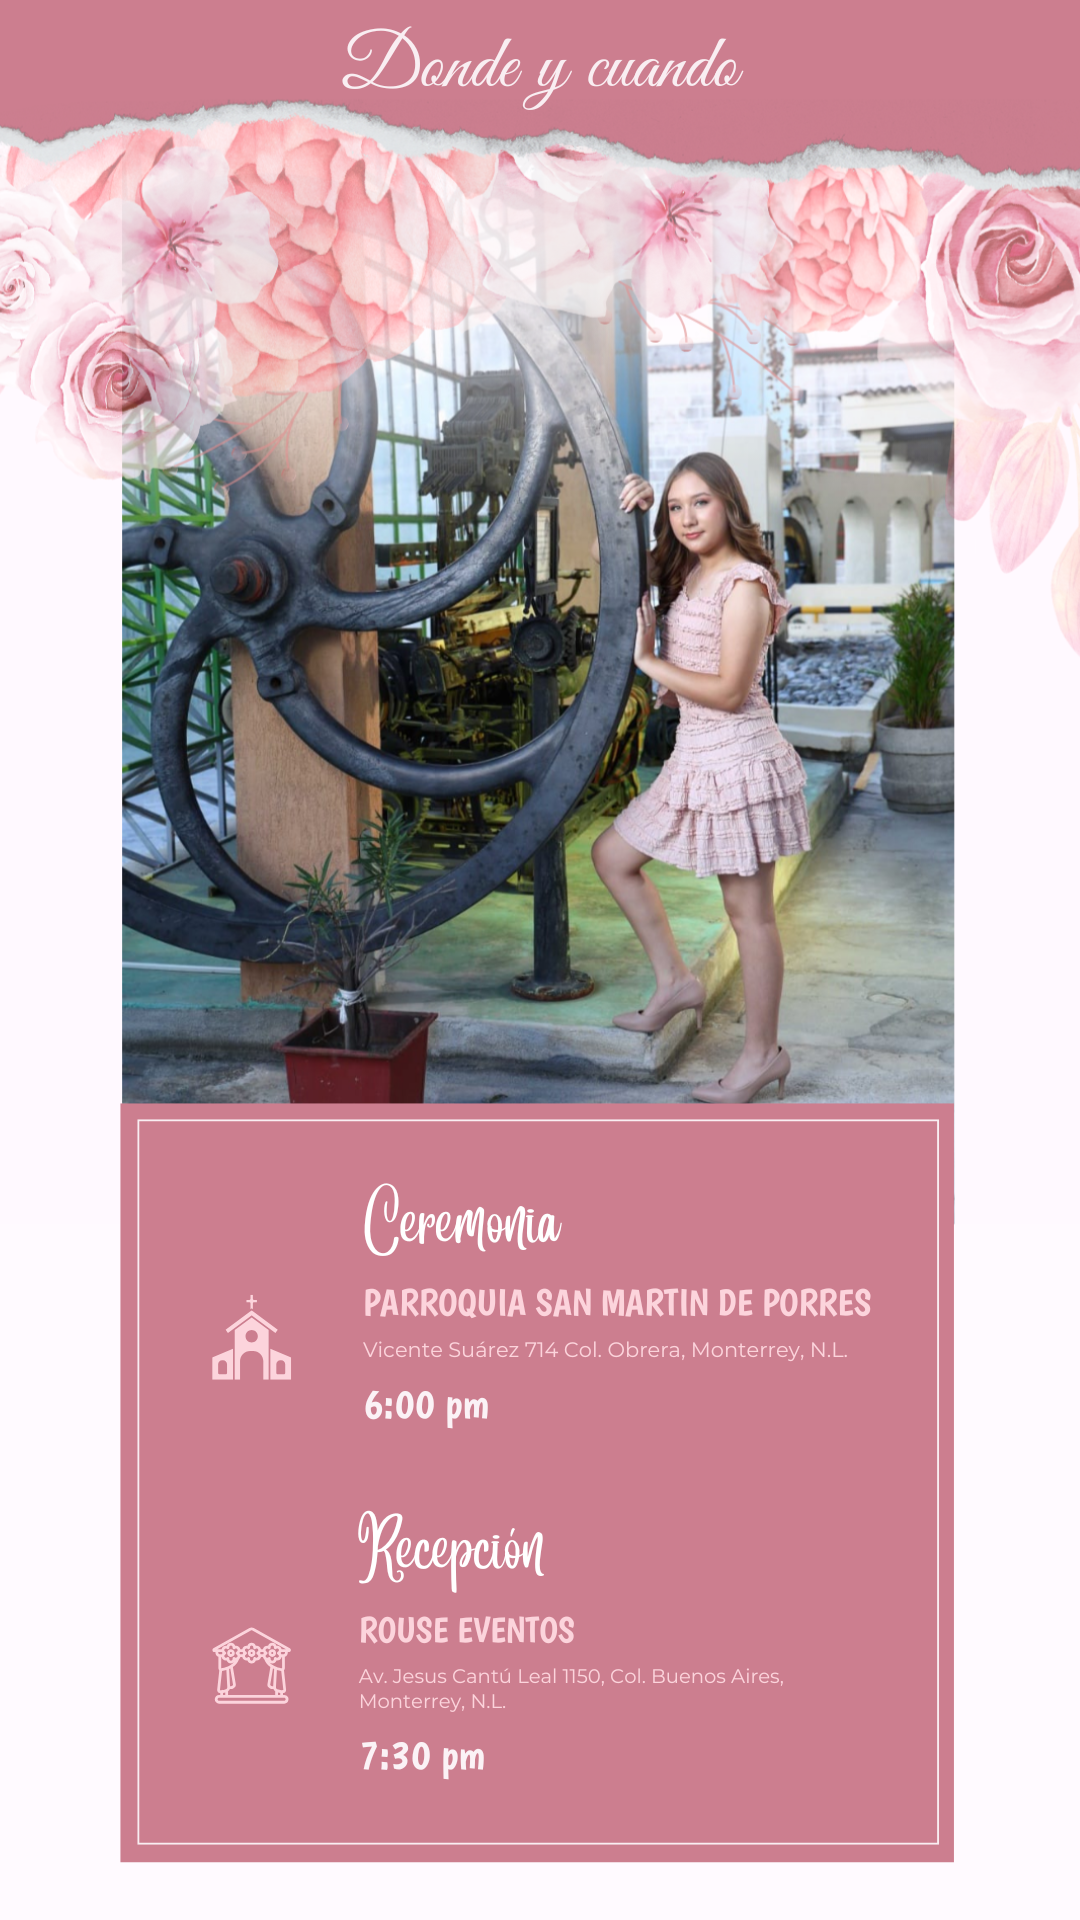 Donde y cuando
Ceremonia
PARROQUIA SAN MARTIN DE PORRES
Vicente Suárez 714 Col. Obrera, Monterrey, N.L.
6:00 pm
Recepción
ROUSE EVENTOS
Av. Jesus Cantú Leal 1150, Col. Buenos Aires,
Monterrey, N.L.
7:30 pm